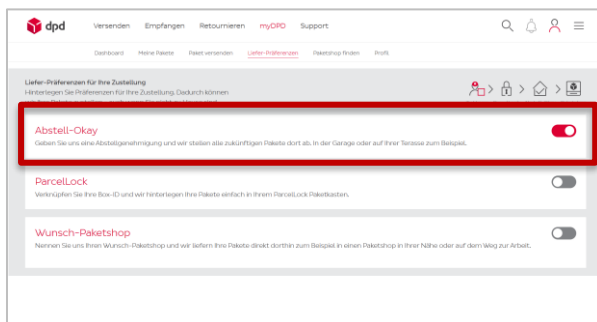 dpd
Versenden Empfangen Retournieren myDPD Support
Dashboard Meine Pakete Paket versenden Liefer-Präferenzen Paketshop finden Profil
Liefer-Präferenzen für Ihre Zustellung
Hinterlegen Sie Präferenzen für Ihre Zustellung. Dadurch können
Abstell-Okay
Geben Sie uns eine Abstellgenehmigung und wir stellen alle zukünftigen Pakete dort ab. In der Garage oder auf Ihrer Terasse zum Beispiel.
ParcelLock
Verknüpfen Sie Ihre Box-ID und wir hinterlegen Ihre Pakete einfach in Ihrem ParcelLock Paketkasten.
Wunsch-Paketshop
Nennen Sie uns Ihren Wunsch-Paketshop und wir liefern Ihre Pakete direkt dorthin zum Beispiel in einen Paketshop in Ihrer Nähe oder auf dem Weg zur Arbeit.